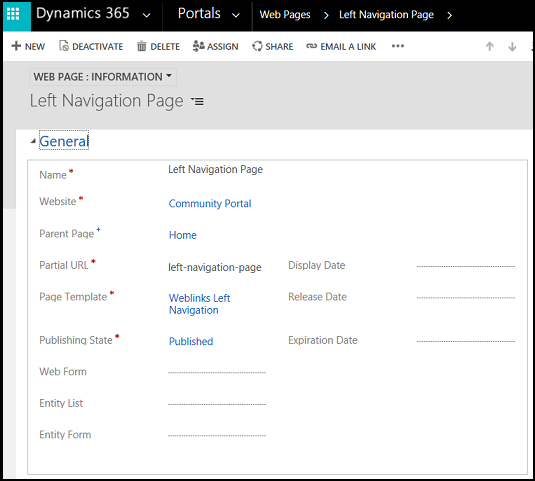 Dynamics 365 Portals Web Pages Left Navigation Page
NEW DEACTIVATE DELETE ASSIGN SHARE EMAIL A LINK
WEB PAGE : INFORMATION
Left Navigation Page
General
Name * Left Navigation Page
Website * Community Portal
Parent Page + Home
Partial URL * left-navigation-page Display Date
Page Template * Weblinks Left Release Date
Navigation
Publishing State * Published Expiration Date
Web Form
Entity List
Entity Form